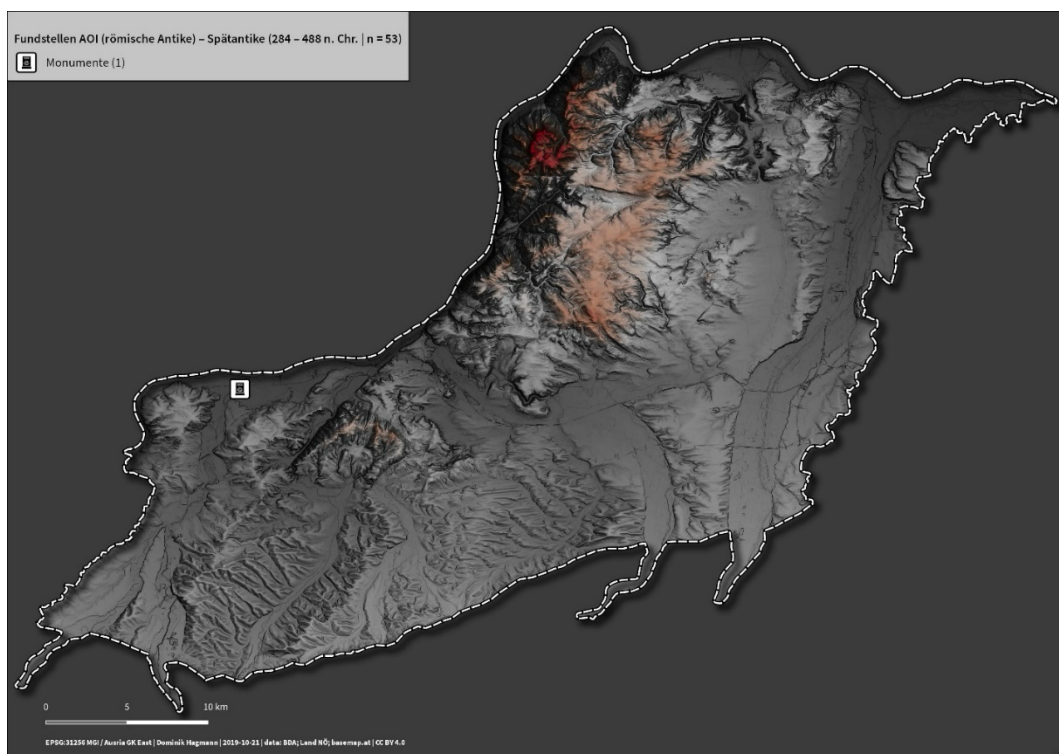 Fundstellen AOI (römische Antike) – Spätantike (284 – 488 n. Chr. | n = 53)
Monumente (1)
0 5 10 km
EPSG:31256 MGI / Ausria GK East | Dominik Hagmann | 2019-10-21 | data: BDA; Land NÖ; basemap.at | CC BY 4.0